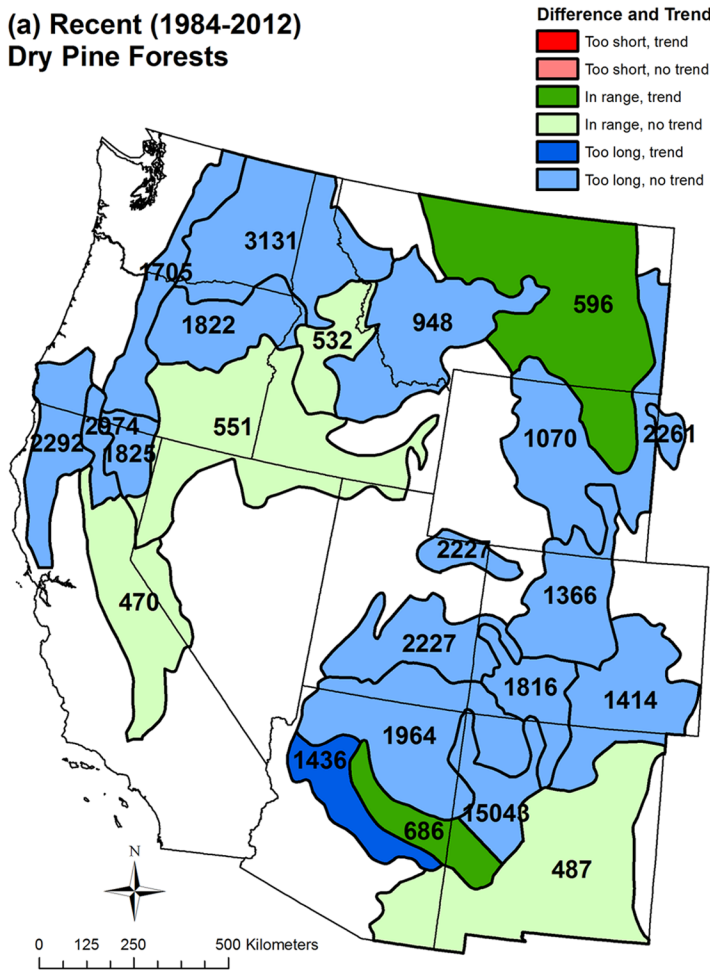 (a) Recent (1984-2012)
Dry Pine Forests
Difference and Trend
Too short, trend
Too short, no trend
In range, trend
In range, no trend
Too long, trend
Too long, no trend
3131
1705
596
1822
948
532
551
2074
2292
1825
1070
2261
2227
1366
470
2227
1816
1414
1964
1436
15043
686
487
N
0 125 250 500 Kilometers